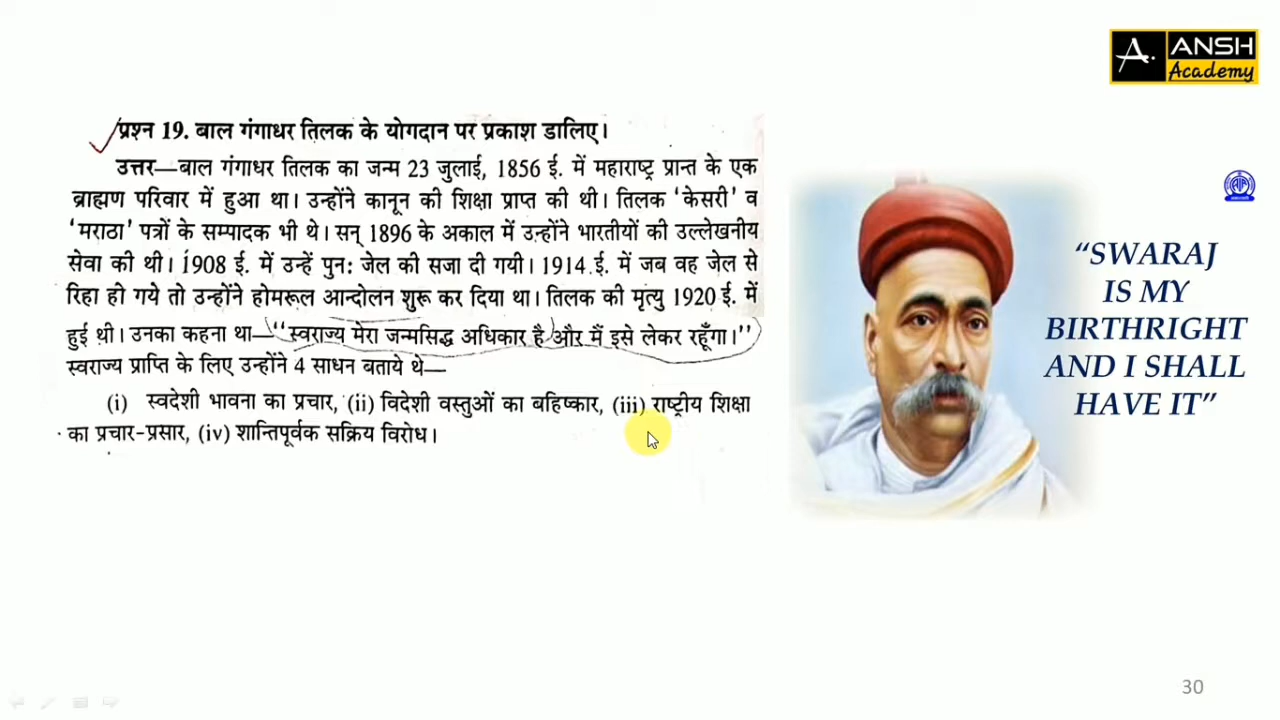 A. ANSH Academy
प्रश्न 19. बाल गंगाधर तिलक के योगदान पर प्रकाश डालिए।
उत्तर—बाल गंगाधर तिलक का जन्म 23 जुलाई, 1856 ई. में महाराष्ट्र प्रान्त के एक
ब्राह्मण परिवार में हुआ था। उन्होंने कानून की शिक्षा प्राप्त की थी। तिलक ‘केसरी’ व
‘मराठा’ पत्रों के सम्पादक भी थे। सन् 1896 के अकाल में उन्होंने भारतीयों की उल्लेखनीय
सेवा की थी। 1908 ई. में उन्हें पुन: जेल की सजा दी गयी। 1914 ई. में जब वह जेल से
रिहा हो गये तो उन्होंने होमरूल आन्दोलन शुरू कर दिया था। तिलक की मृत्यु 1920 ई. में
हुई थी। उनका कहना था—“स्वराज्य मेरा जन्मसिद्ध अधिकार है और मैं इसे लेकर रहूँगा।”
स्वराज्य प्राप्ति के लिए उन्होंने 4 साधन बताये थे—
(i) स्वदेशी भावना का प्रचार, (ii) विदेशी वस्तुओं का बहिष्कार, (iii) राष्ट्रीय शिक्षा
का प्रचार-प्रसार, (iv) शान्तिपूर्वक सक्रिय विरोध।
“SWARAJ
IS MY
BIRTHRIGHT
AND I SHALL
HAVE IT”
30